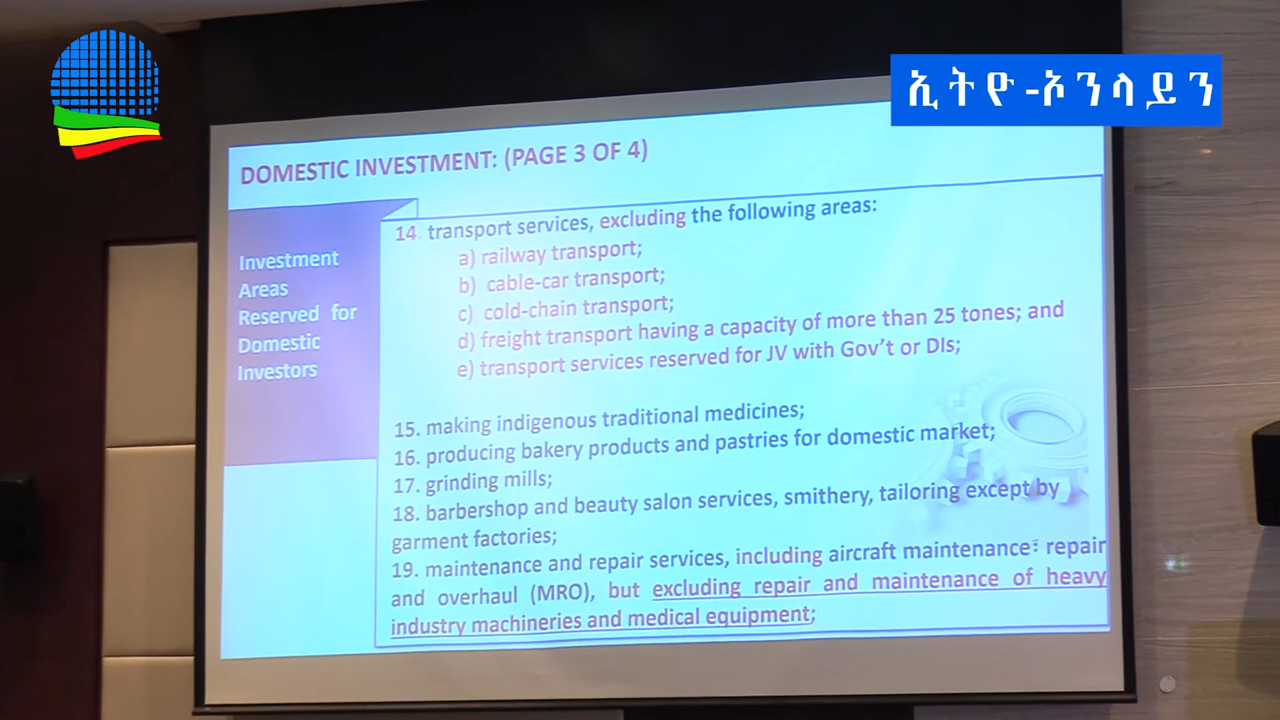 ኢትዮ-ኦንላይን
DOMESTIC INVESTMENT: (PAGE 3 OF 4)
Investment
Areas
Reserved for
Domestic
Investors
14. transport services, excluding the following areas:
a) railway transport;
b) cable-car transport;
c) cold-chain transport;
d) freight transport having a capacity of more than 25 tones; and
e) transport services reserved for JV with Gov't or DIs;
15. making indigenous traditional medicines;
16. producing bakery products and pastries for domestic market;
17. grinding mills;
18. barbershop and beauty salon services, smithery, tailoring except by
garment factories;
19. maintenance and repair services, including aircraft maintenance፣ repair
and overhaul (MRO), but excluding repair and maintenance of heavy
industry machineries and medical equipment;